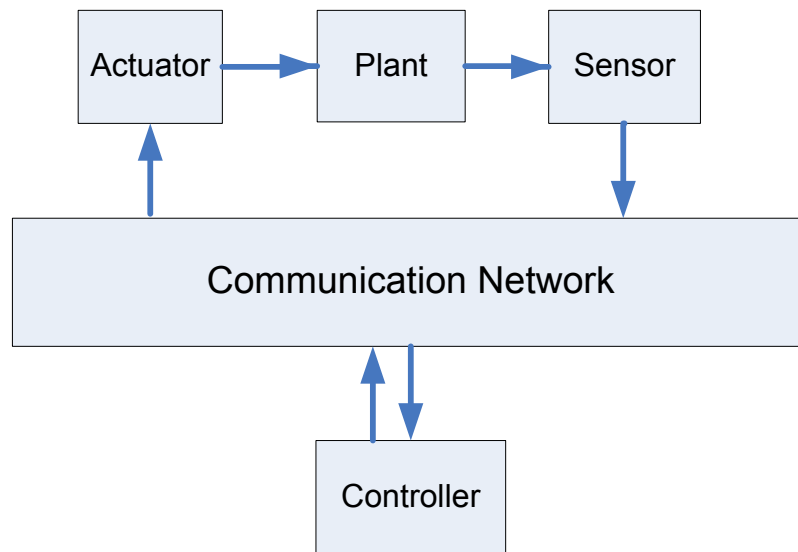 Actuator
Plant
Sensor
Communication Network
Controller